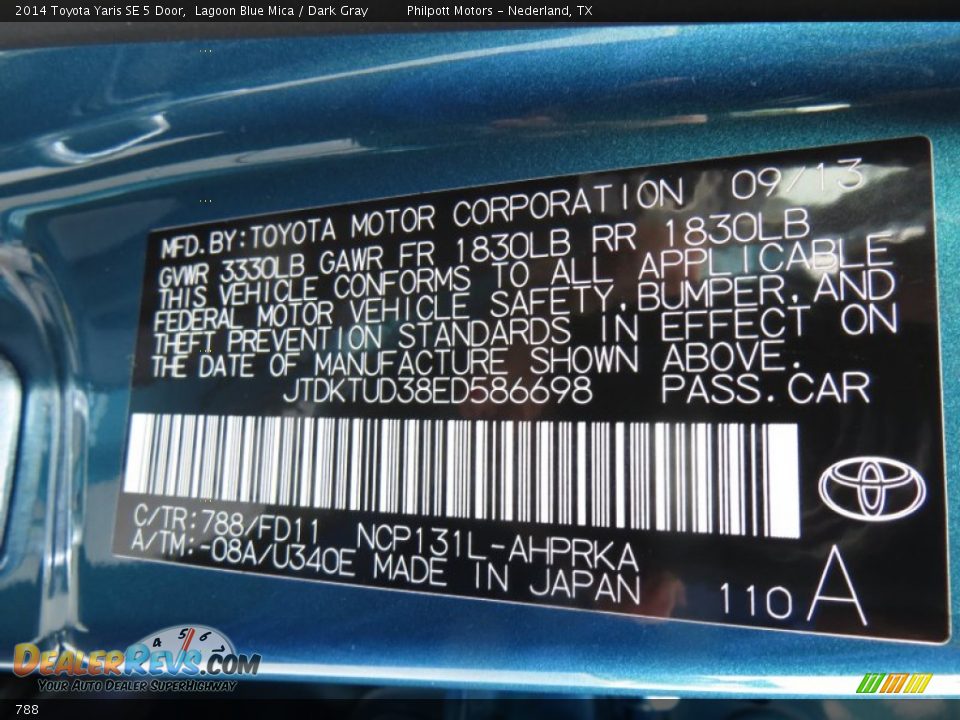 2014 Toyota Yaris SE 5 Door, Lagoon Blue Mica / Dark Gray Philpott Motors - Nederland, TX
MFD.BY:TOYOTA MOTOR CORPORATION 09/13
GVWR 3330LB GAWR FR 1830LB RR 1830LB
THIS VEHICLE CONFORMS TO ALL APPLICABLE
FEDERAL MOTOR VEHICLE SAFETY,BUMPER,AND
THEFT PREVENTION STANDARDS IN EFFECT ON
THE DATE OF MANUFACTURE SHOWN ABOVE.
JTDKTUD38ED586698 PASS.CAR
C/TR:788/FD11 NCP131L-AHPRKA
A/TM:-08A/U340E MADE IN JAPAN 110 A
4 5 6
DealerRevs.com
Your Auto Dealer SuperHighway
788